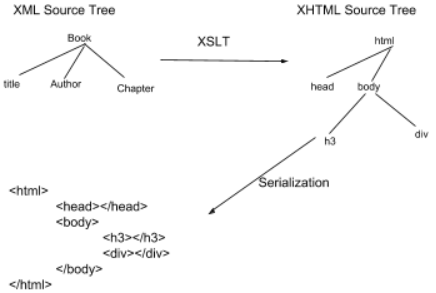 XML Source Tree
XHTML Source Tree
Book
XSLT
html
title
Author
Chapter
head
body
h3
div
Serialization
<html>
<head></head>
<body>
<h3></h3>
<div></div>
</body>
</html>